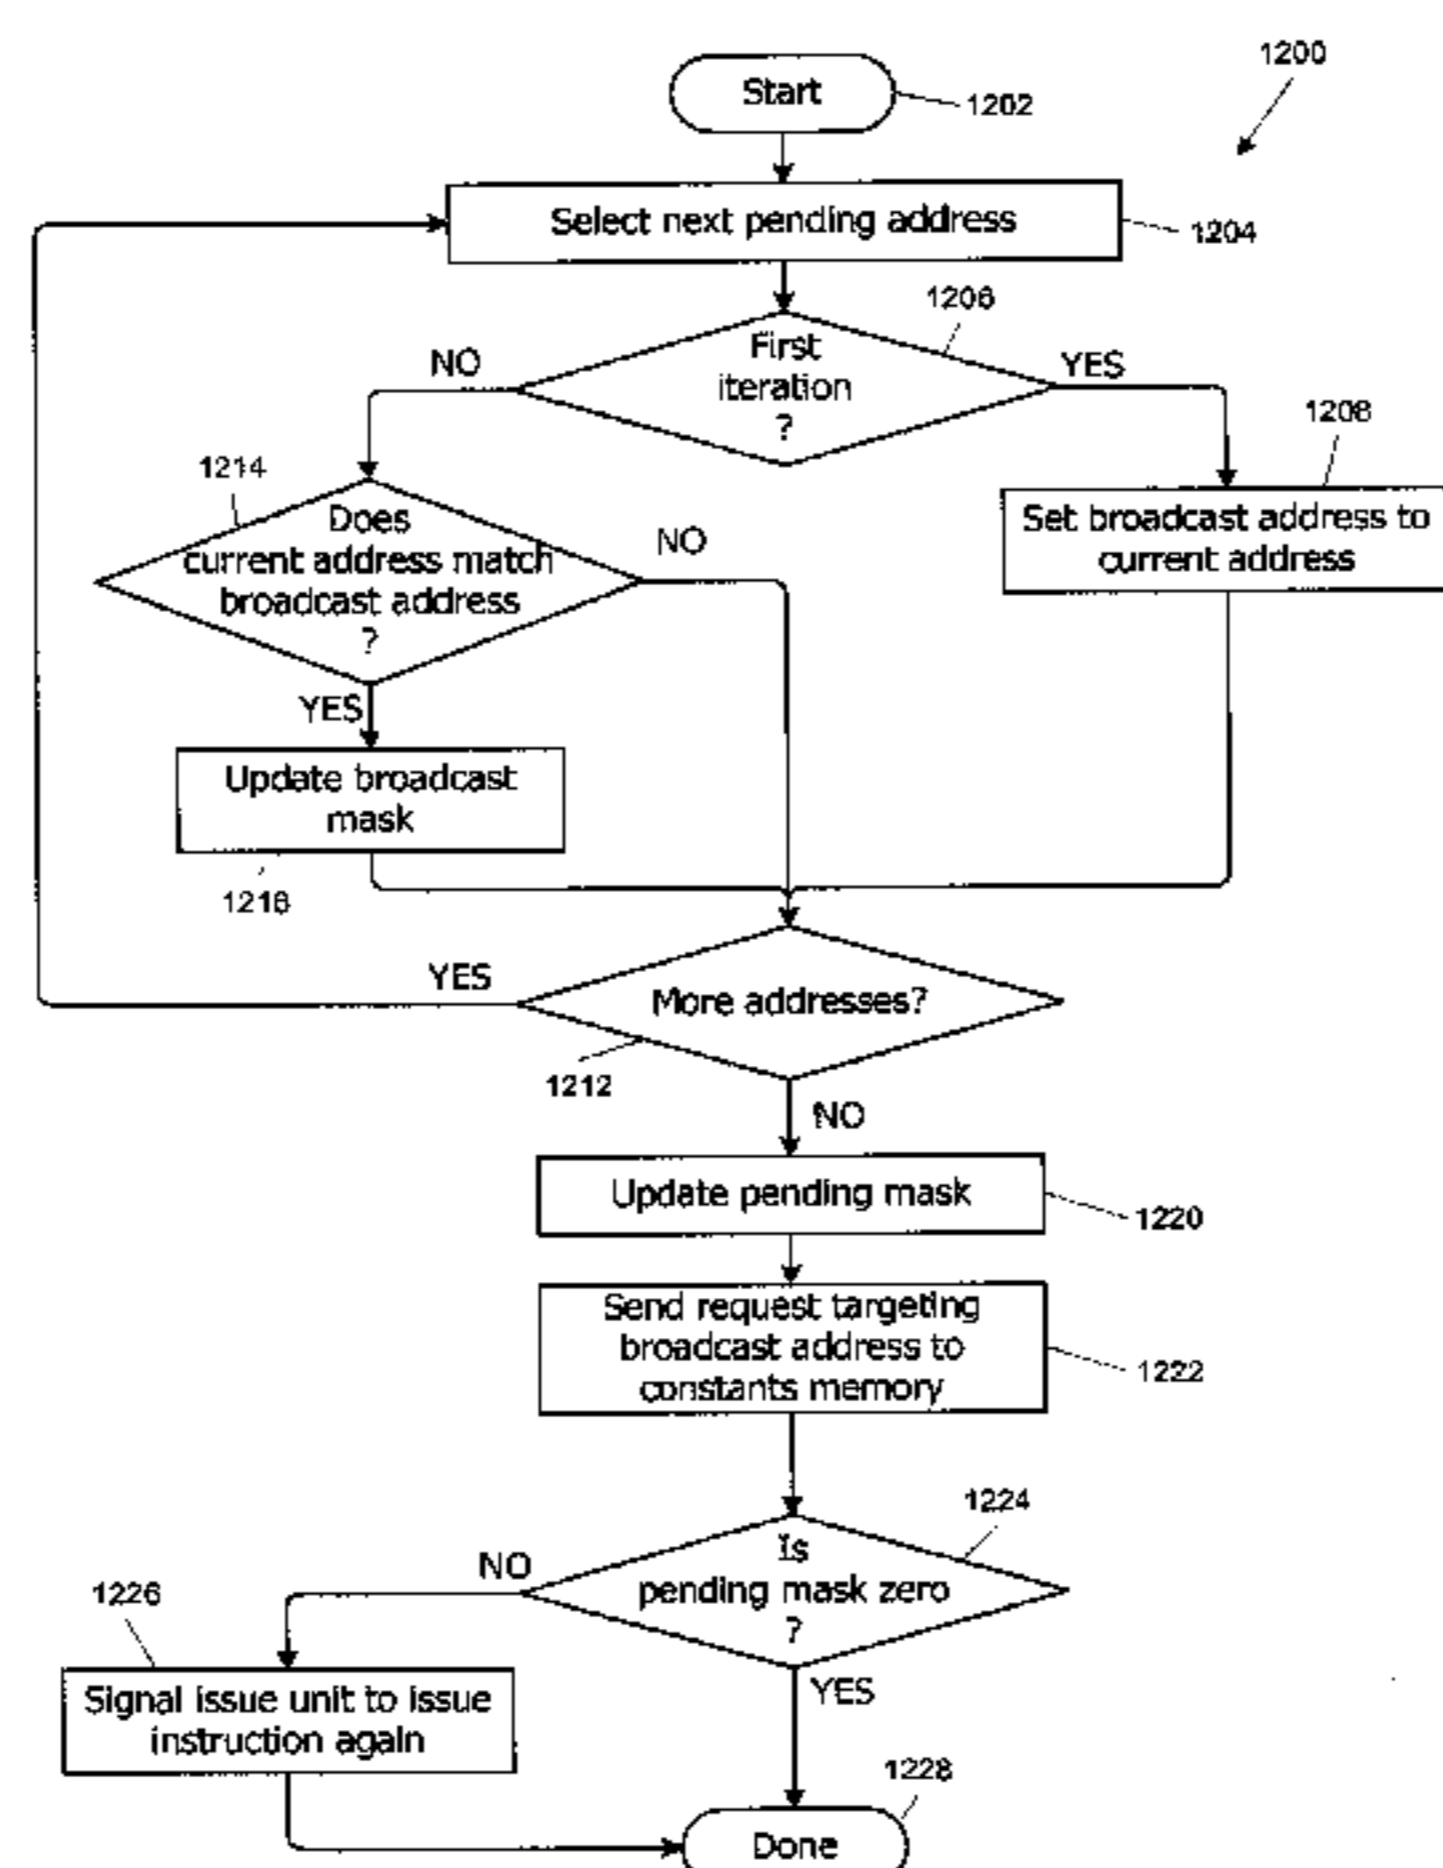 1200
Start
1202
Select next pending address
1204
1206
First
iteration
?
NO
YES
1208
Set broadcast address to
current address
1214
Does
current address match
broadcast address
?
NO
YES
Update broadcast
mask
1216
More addresses?
YES
1212
NO
Update pending mask
1220
Send request targeting
broadcast address to
constants memory
1222
1224
Is
pending mask zero
?
NO
YES
1226
Signal issue unit to issue
instruction again
1228
Done